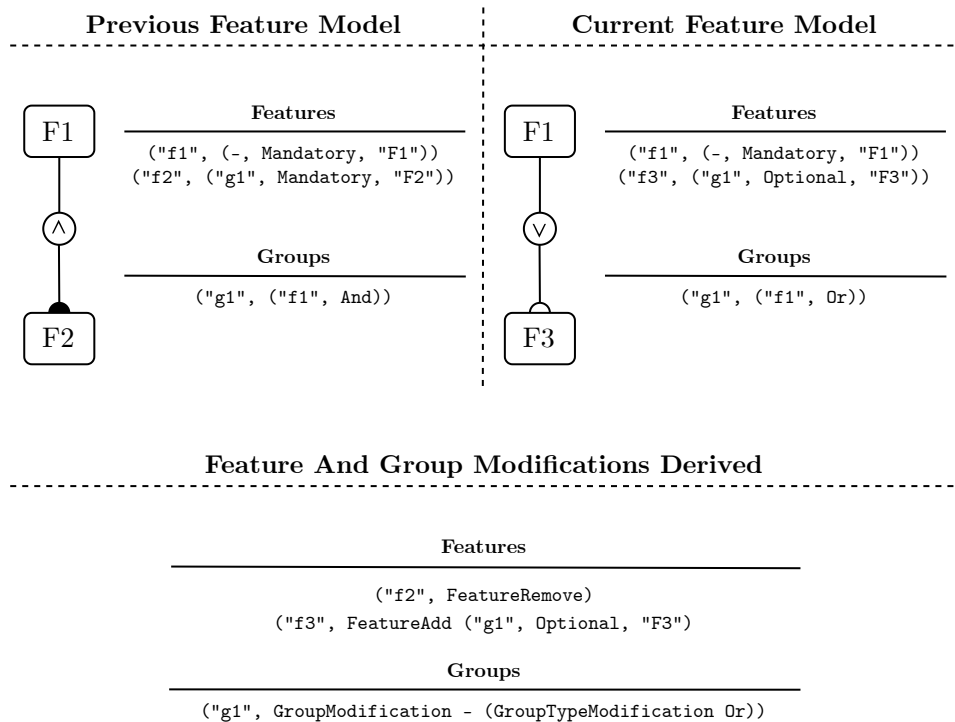 Previous Feature Model
F1
∧
F2
Features
("f1", (-, Mandatory, "F1"))
("f2", ("g1", Mandatory, "F2"))
Groups
("g1", ("f1", And))
Current Feature Model
F1
∨
F3
Features
("f1", (-, Mandatory, "F1"))
("f3", ("g1", Optional, "F3"))
Groups
("g1", ("f1", Or))
Feature And Group Modifications Derived
Features
("f2", FeatureRemove)
("f3", FeatureAdd ("g1", Optional, "F3")
Groups
("g1", GroupModification - (GroupTypeModification Or))